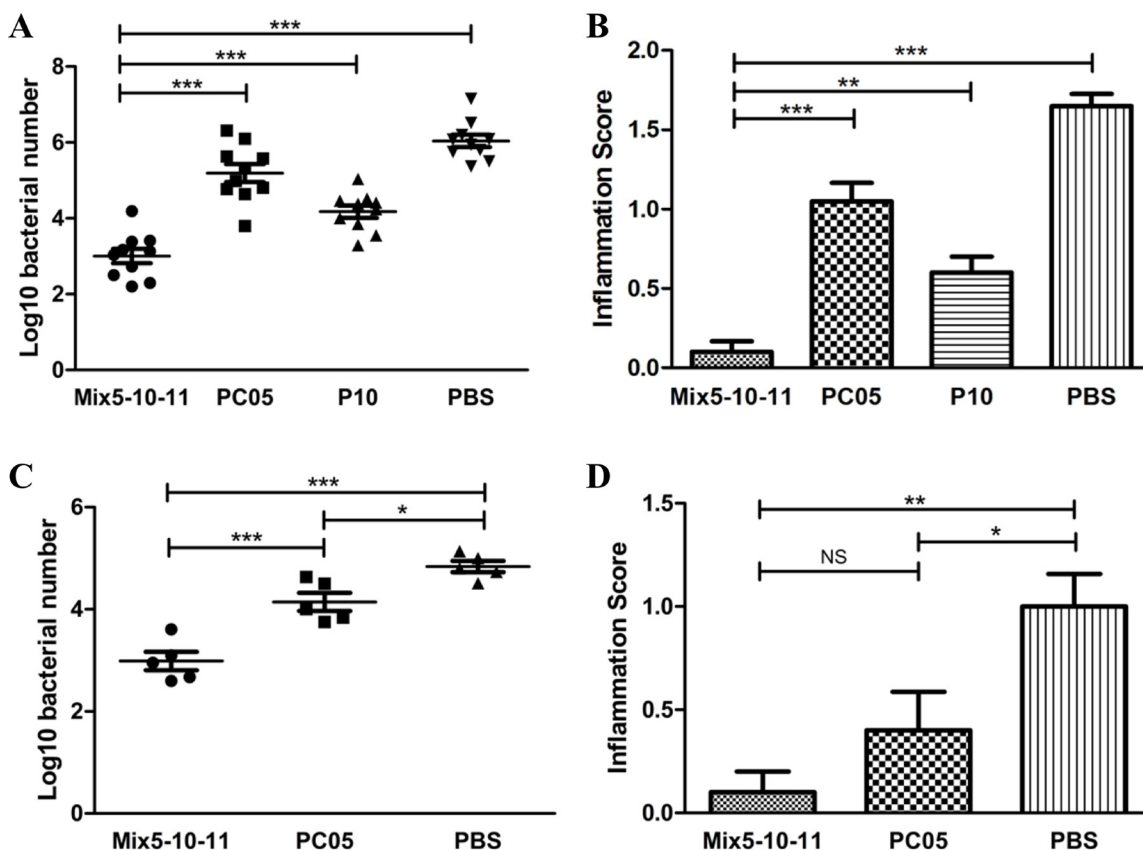 A
***
***
***
Log10 bacterial number
8
6
4
2
0
Mix5-10-11 PC05 P10 PBS
B
***
**
***
Inflammation Score
2.0
1.5
1.0
0.5
0.0
Mix5-10-11 PC05 P10 PBS
C
***
*
***
Log10 bacterial number
6
4
2
0
Mix5-10-11 PC05 PBS
D
**
*
NS
Inflammation Score
1.5
1.0
0.5
0.0
Mix5-10-11 PC05 PBS